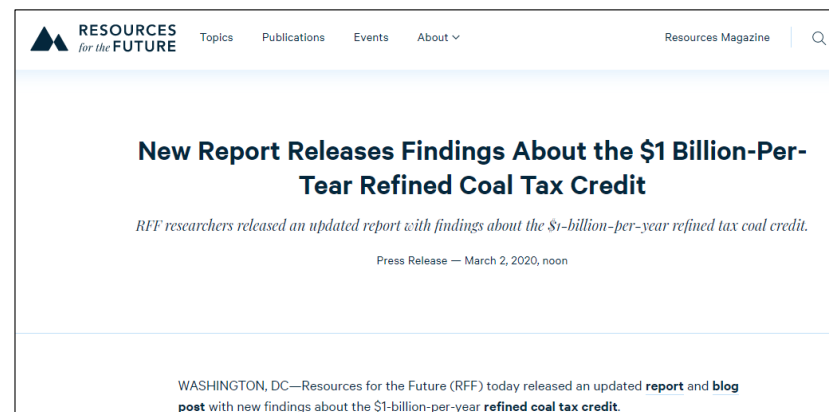 RESOURCES
for the FUTURE
Topics Publications Events About
Resources Magazine
New Report Releases Findings About the $1 Billion-Per-
Tear Refined Coal Tax Credit
RFF researchers released an updated report with findings about the $1-billion-per-year refined tax coal credit.
Press Release — March 2, 2020, noon
WASHINGTON, DC—Resources for the Future (RFF) today released an updated report and blog
post with new findings about the $1-billion-per-year refined coal tax credit.